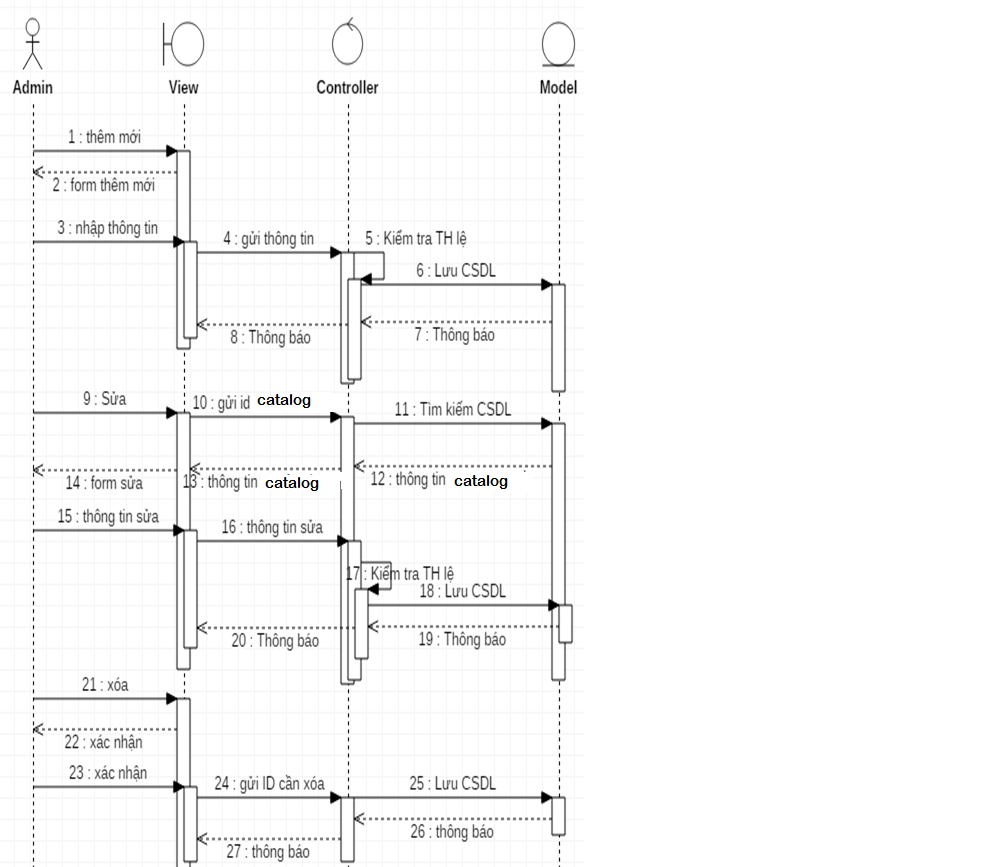 Admin
View
Controller
Model
1 : thêm mới
2 : form thêm mới
3 : nhập thông tin
4 : gửi thông tin
5 : Kiểm tra TH lệ
6 : Lưu CSDL
7 : Thông báo
8 : Thông báo
9 : Sửa
10 : gửi id catalog
11 : Tìm kiếm CSDL
12 : thông tin catalog
13 : thông tin catalog
14 : form sửa
15 : thông tin sửa
16 : thông tin sửa
17 : Kiểm tra TH lệ
18 : Lưu CSDL
19 : Thông báo
20 : Thông báo
21 : xóa
22 : xác nhận
23 : xác nhận
24 : gửi ID cần xóa
25 : Lưu CSDL
26 : thông báo
27 : thông báo